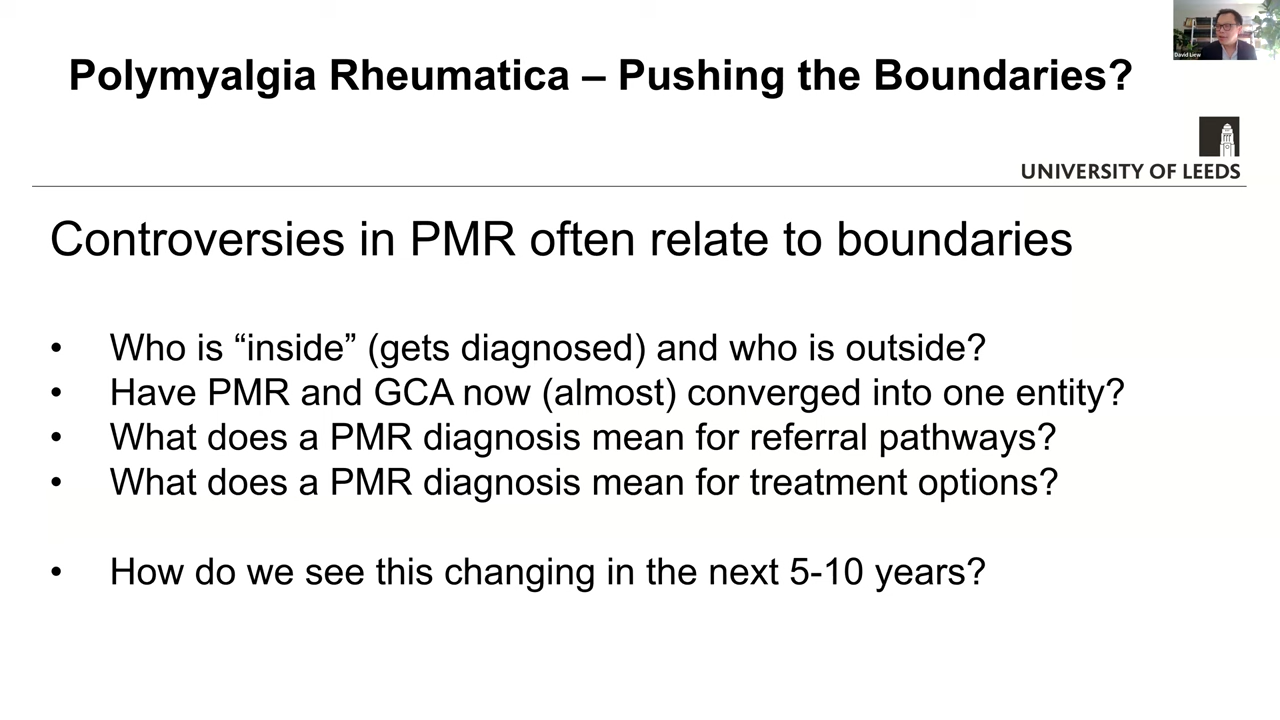 David Liew
Polymyalgia Rheumatica – Pushing the Boundaries?
UNIVERSITY OF LEEDS
Controversies in PMR often relate to boundaries
• Who is “inside” (gets diagnosed) and who is outside?
• Have PMR and GCA now (almost) converged into one entity?
• What does a PMR diagnosis mean for referral pathways?
• What does a PMR diagnosis mean for treatment options?
• How do we see this changing in the next 5-10 years?